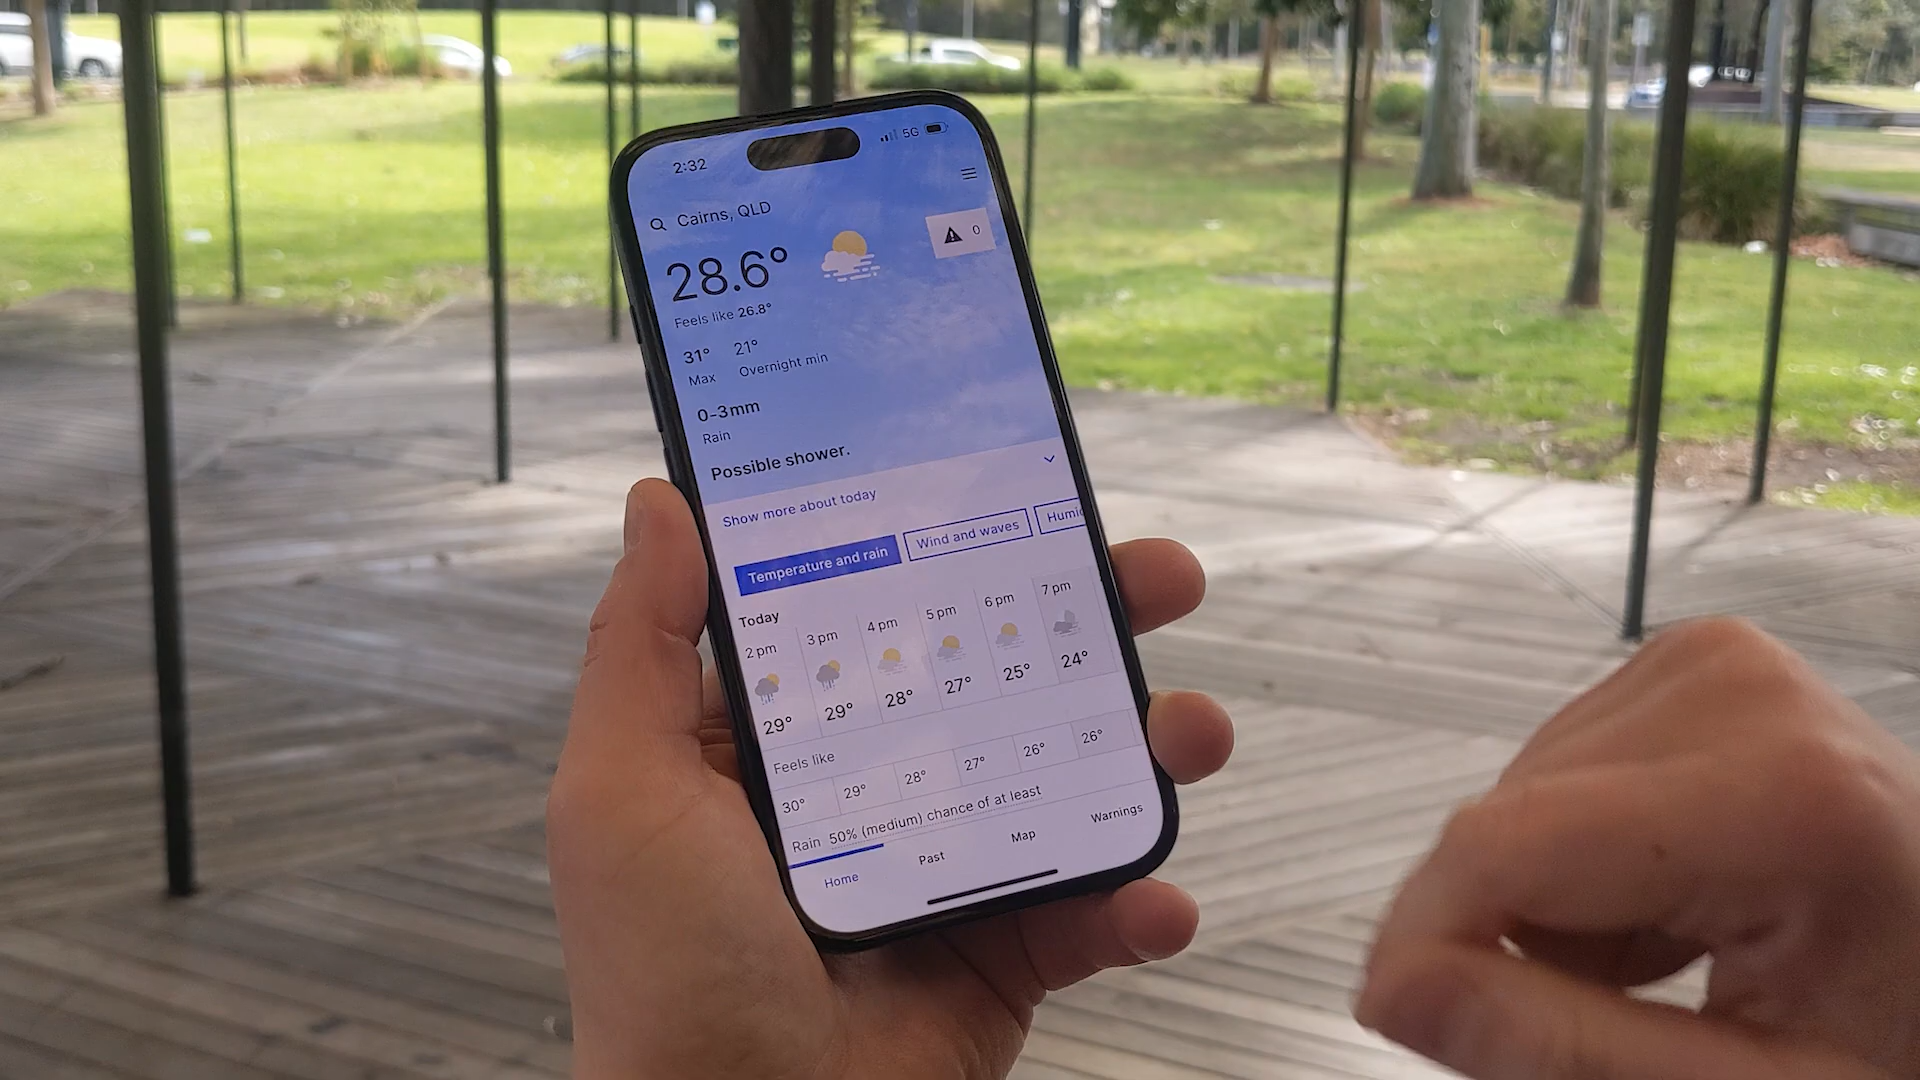 2:32 5G
Cairns, QLD
28.6° 0
Feels like 26.8°
31° 21°
Max Overnight min
0–3mm
Rain
Possible shower.
Show more about today
Temperature and rain Wind and waves Humi
Today
2 pm 3 pm 4 pm 5 pm 6 pm 7 pm
29° 29° 28° 27° 25° 24°
Feels like
30° 29° 28° 27° 26° 26°
Rain 50% (medium) chance of at least
Home Past Map Warnings